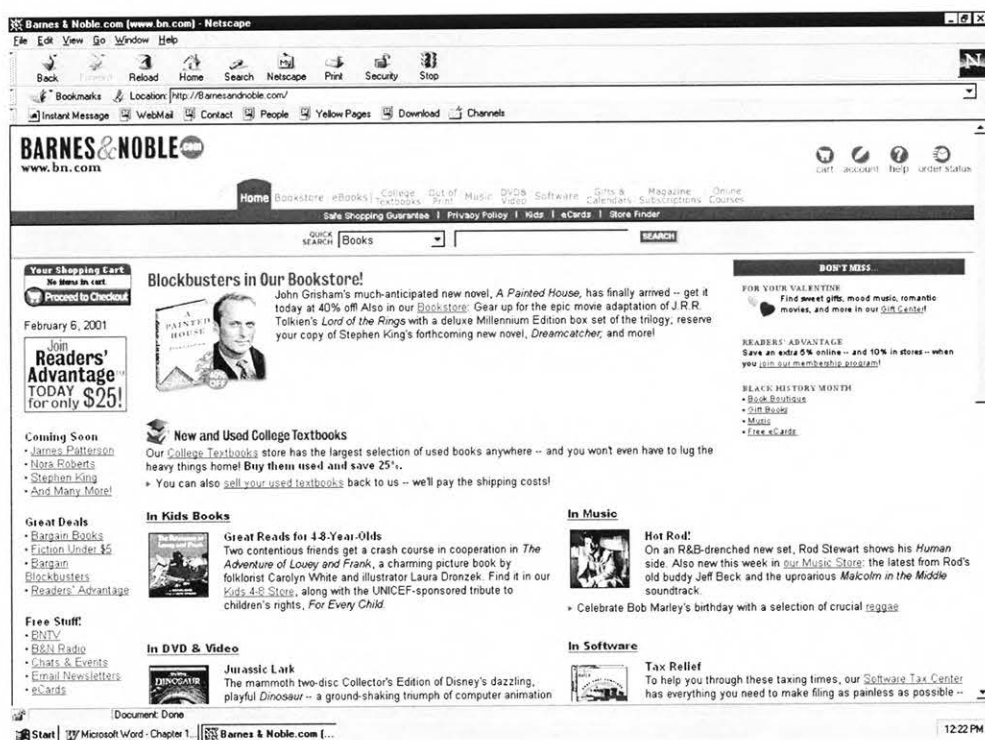 Barnes & Noble.com (www.bn.com) - Netscape
File Edit View Go Window Help
Back Forward Reload Home Search Netscape Print Security Stop
Bookmarks Location: http://Barnesandnoble.com/
Instant Message WebMail Contact People Yellow Pages Download Channels
BARNES&NOBLE.com
www.bn.com
cart account help order status
Home Bookstore eBooks College Textbooks Out of Print Music DVD& Video Software Gifts & Calendars Magazine Subscriptions Online Courses
Safe Shopping Guarantee | Privacy Policy | Kids | eCards | Store Finder
QUICK SEARCH Books SEARCH
Your Shopping Cart
No items in cart.
Proceed to Checkout
February 6, 2001
Join
Readers'
Advantage
TODAY
for only $25!
Coming Soon
• James Patterson
• Nora Roberts
• Stephen King
• And Many More!
Great Deals
• Bargain Books
• Fiction Under $5
• Bargain
Blockbusters
• Readers' Advantage
Free Stuff!
• BNTV
• B&N Radio
• Chats & Events
• Email Newsletters
• eCards
Blockbusters in Our Bookstore!
A
PAINTED
HOUSE
John Grisham's much-anticipated new novel, A Painted House, has finally arrived -- get it
today at 40% off! Also in our Bookstore: Gear up for the epic movie adaptation of J.R.R.
Tolkien's Lord of the Rings with a deluxe Millennium Edition box set of the trilogy; reserve
your copy of Stephen King's forthcoming new novel, Dreamcatcher; and more!
New and Used College Textbooks
Our College Textbooks store has the largest selection of used books anywhere -- and you won't even have to lug the
heavy things home! Buy them used and save 25%.
▸ You can also sell your used textbooks back to us -- we'll pay the shipping costs!
In Kids Books
Great Reads for 4-8-Year-Olds
Two contentious friends get a crash course in cooperation in The
Adventure of Louey and Frank, a charming picture book by
folklorist Carolyn White and illustrator Laura Dronzek. Find it in our
Kids 4-8 Store, along with the UNICEF-sponsored tribute to
children's rights, For Every Child.
In DVD & Video
DINOSAUR
Jurassic Lark
The mammoth two-disc Collector's Edition of Disney's dazzling,
playful Dinosaur -- a ground-shaking triumph of computer animation
In Music
Hot Rod!
On an R&B-drenched new set, Rod Stewart shows his Human
side. Also new this week in our Music Store: the latest from Rod's
old buddy Jeff Beck and the uproarious Malcolm in the Middle
soundtrack.
▸ Celebrate Bob Marley's birthday with a selection of crucial reggae
In Software
Tax Relief
To help you through these taxing times, our Software Tax Center
has everything you need to make filing as painless as possible --
DON'T MISS...
FOR YOUR VALENTINE
Find sweet gifts, mood music, romantic
movies, and more in our Gift Center!
READERS' ADVANTAGE
Save an extra 5% online -- and 10% in stores -- when
you join our membership program!
BLACK HISTORY MONTH
• Book Boutique
• Gift Books
• Music
• Free eCards
Document: Done
Start Microsoft Word - Chapter 1... Barnes & Noble.com (... 12:22 PM